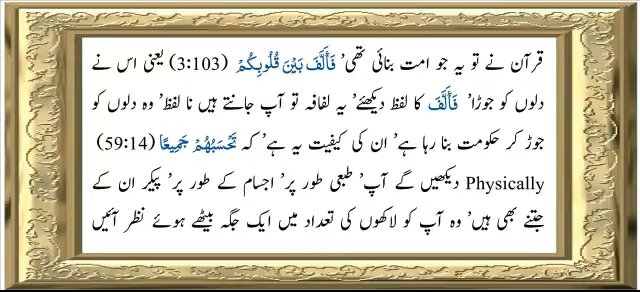 قرآن نے تو یہ جو امت بنائی تھی’ فَأَلَّفَ بَيْنَ قُلُوبِكُمْ (3:103) یعنی اس نے
دلوں کو جوڑا’ فَأَلَّفَ کا لفظ دیکھئے’ یہ لفافہ تو آپ جانتے ہیں نا لفظ’ وہ دلوں کو
جوڑ کر حکومت بنا رہا ہے’ ان کی کیفیت یہ ہے’ کہ تَحْسَبُهُمْ جَمِيعًا (59:14)
Physically دیکھیں گے آپ’ طبعی طور پر’ اجسام کے طور پر’ پیکر ان کے
جتنے بھی ہیں’ وہ آپ کو لاکھوں کی تعداد میں ایک جگہ بیٹھے ہوئے نظر آئیں